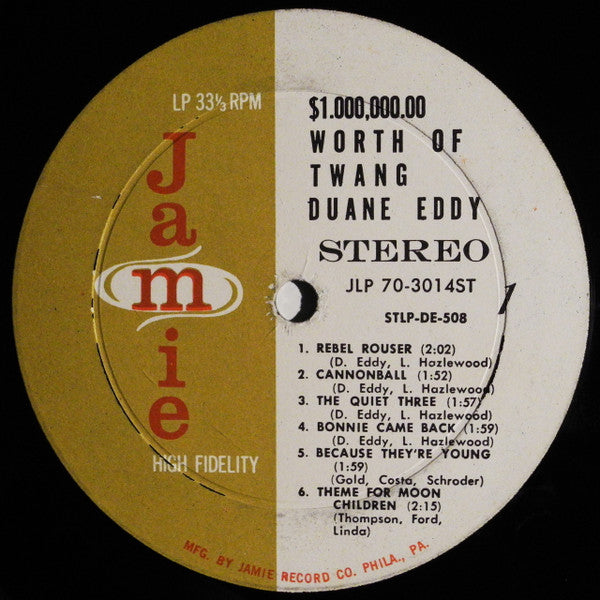 LP 33⅓ RPM
Jamie
HIGH FIDELITY
$1.000,000.00
WORTH OF
TWANG
DUANE EDDY
STEREO
JLP 70-3014ST
1
STLP-DE-508
1. REBEL ROUSER (2:02)
(D. Eddy, L. Hazlewood)
2. CANNONBALL (1:52)
(D. Eddy, L. Hazlewood)
3. THE QUIET THREE (1:57)
(D. Eddy, L. Hazlewood)
4. BONNIE CAME BACK (1:59)
(D. Eddy, L. Hazlewood)
5. BECAUSE THEY'RE YOUNG
(1:59)
(Gold, Costa, Schroder)
6. THEME FOR MOON
CHILDREN (2:15)
(Thompson, Ford,
Linda)
MFG. BY JAMIE RECORD CO. PHILA., PA.